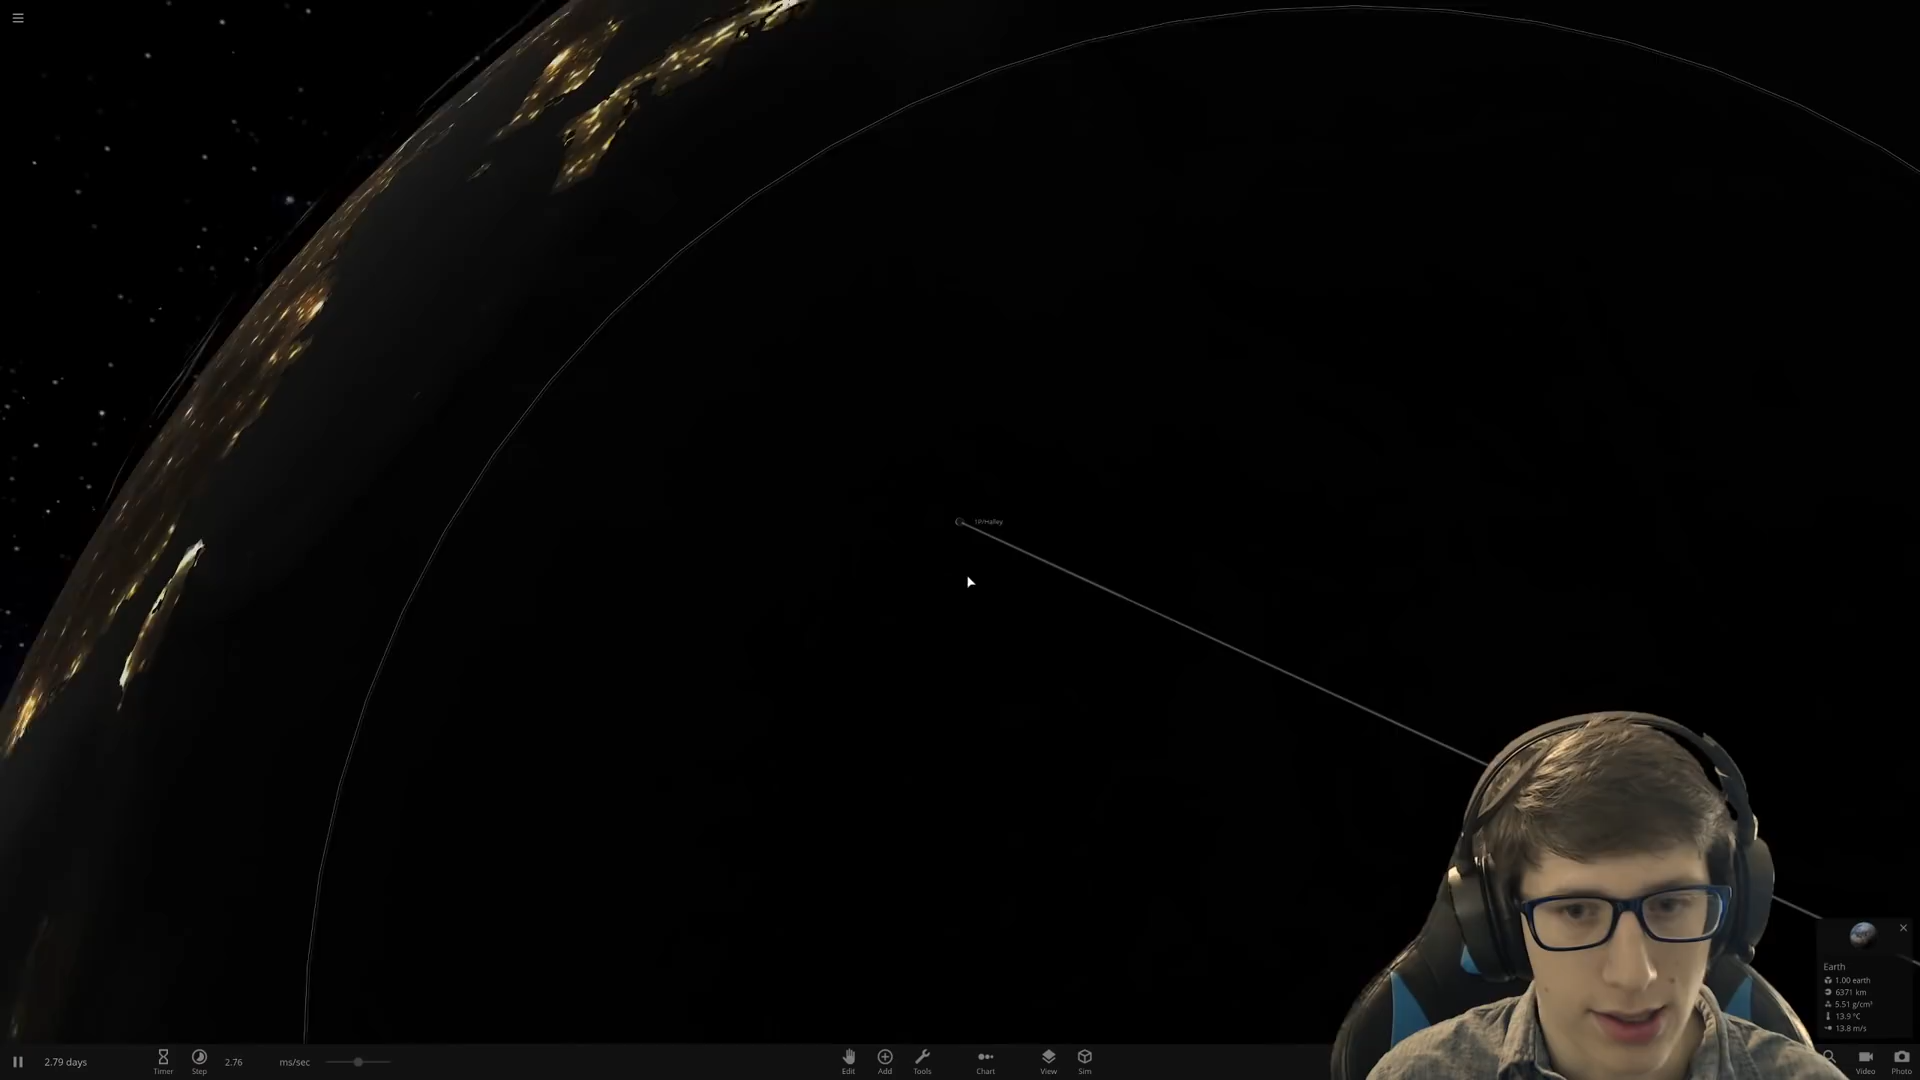 1P/Halley
Earth
1.00 earth
6371 km
5.51 g/cm³
13.9 °C
13.8 m/s
2.79 days
Timer
Step
2.76
ms/sec
Edit
Add
Tools
Chart
View
Sim
Video
Photo